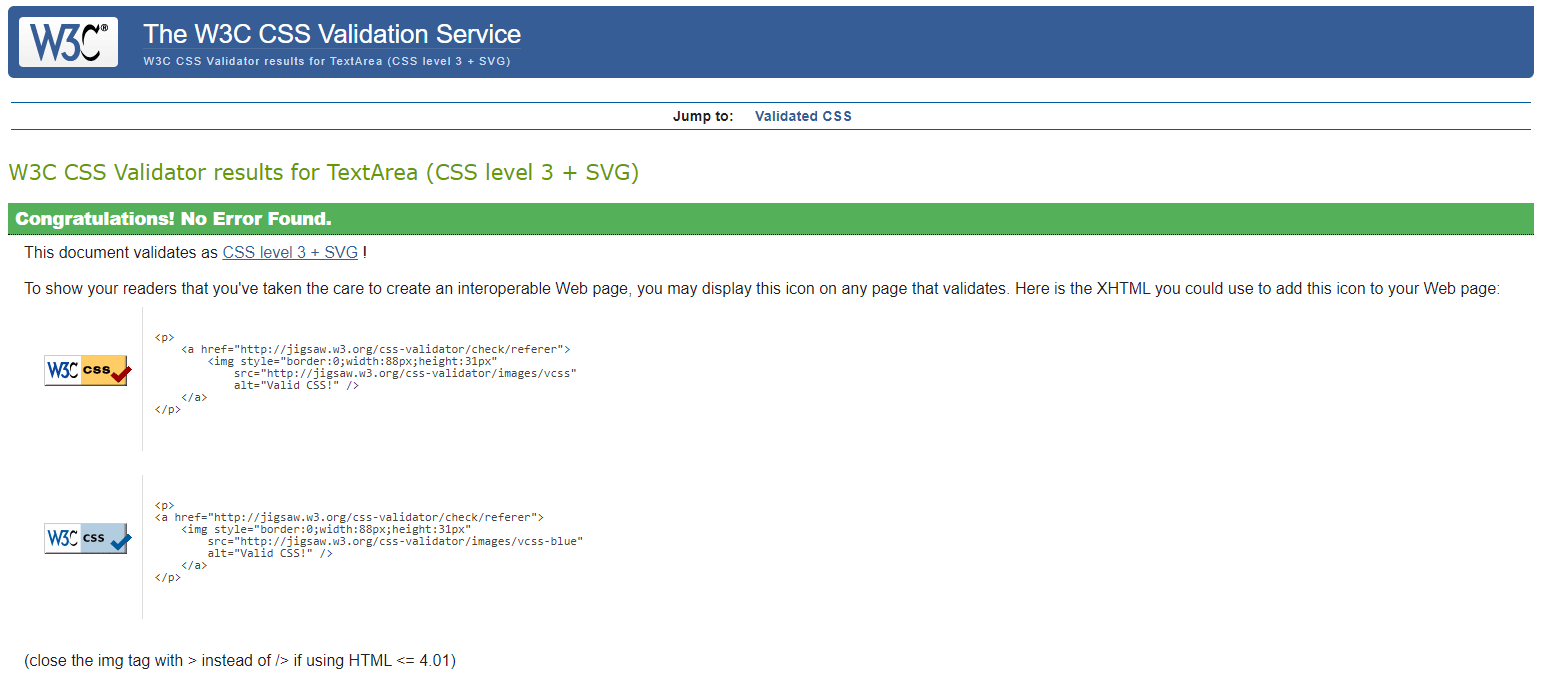 W3C®
The W3C CSS Validation Service
W3C CSS Validator results for TextArea (CSS level 3 + SVG)
Jump to: Validated CSS
W3C CSS Validator results for TextArea (CSS level 3 + SVG)
Congratulations! No Error Found.
This document validates as CSS level 3 + SVG !
To show your readers that you've taken the care to create an interoperable Web page, you may display this icon on any page that validates. Here is the XHTML you could use to add this icon to your Web page:
W3C css
<p>
<a href="http://jigsaw.w3.org/css-validator/check/referer">
<img style="border:0;width:88px;height:31px"
src="http://jigsaw.w3.org/css-validator/images/vcss"
alt="Valid CSS!" />
</a>
</p>
W3C css
<p>
<a href="http://jigsaw.w3.org/css-validator/check/referer">
<img style="border:0;width:88px;height:31px"
src="http://jigsaw.w3.org/css-validator/images/vcss-blue"
alt="Valid CSS!" />
</a>
</p>
(close the img tag with > instead of /> if using HTML <= 4.01)